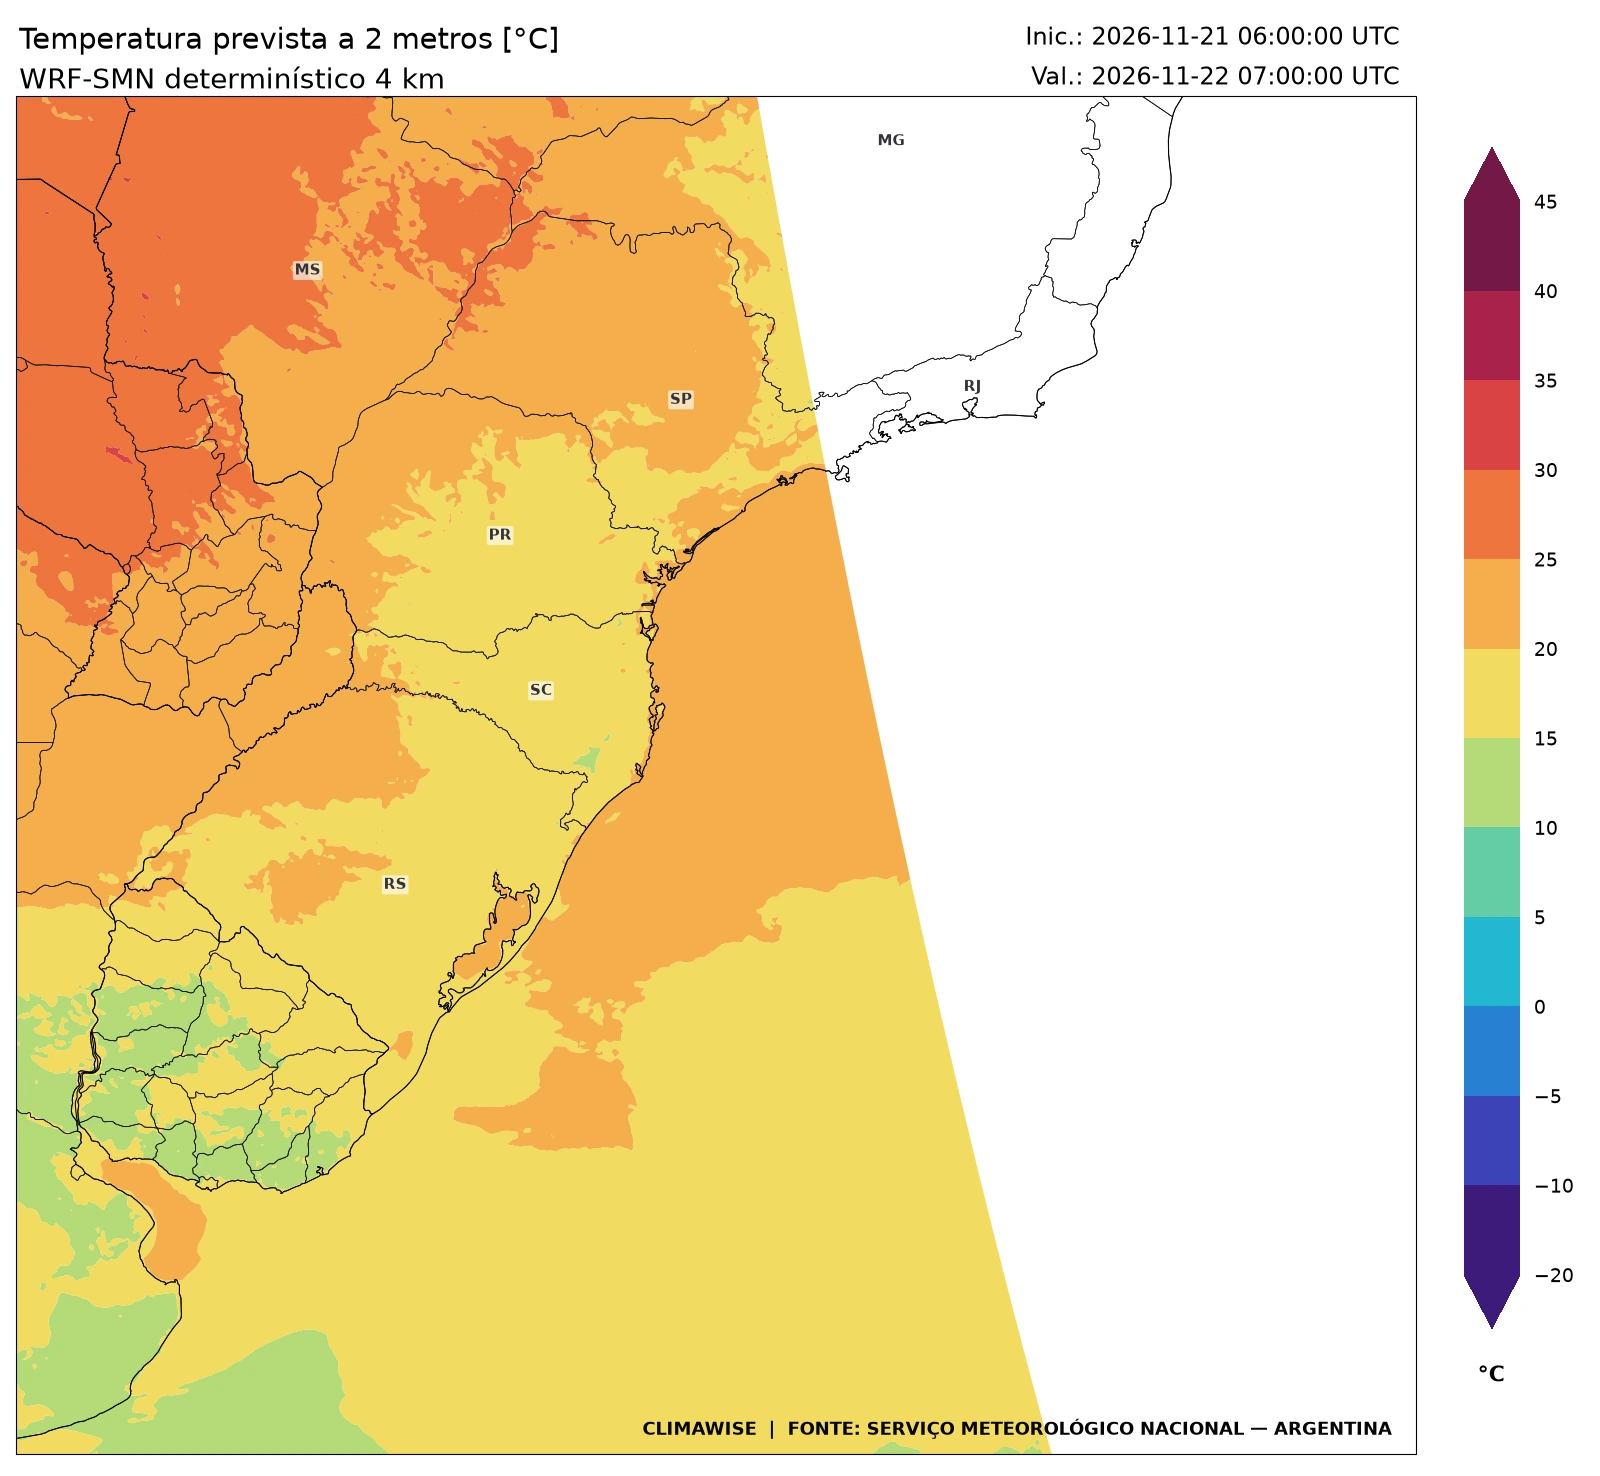 Temperatura prevista a 2 metros [°C]
WRF-SMN determinístico 4 km
Inic.: 2026-11-21 06:00:00 UTC
Val.: 2026-11-22 07:00:00 UTC
MG
MS
RJ
SP
PR
SC
RS
45
40
35
30
25
20
15
10
5
0
−5
−10
−20
°C
CLIMAWISE | FONTE: SERVIÇO METEOROLÓGICO NACIONAL — ARGENTINA